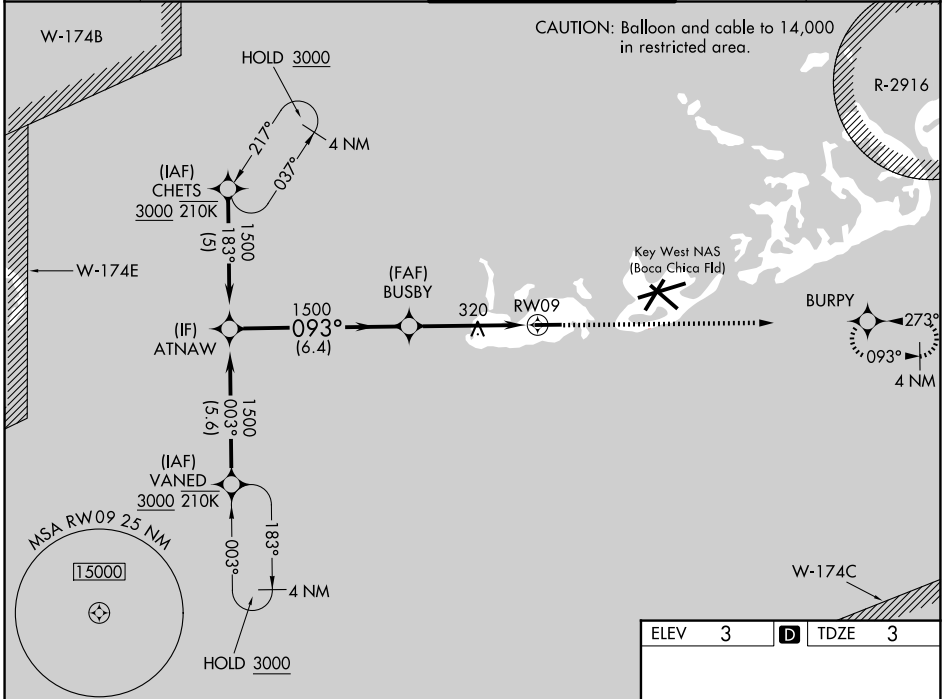 W-174B
CAUTION: Balloon and cable to 14,000
in restricted area.
HOLD 3000
R-2916
217°
037°
4 NM
(IAF)
CHETS
3000 210K
1500
183°
(5)
W-174E
Key West NAS
(Boca Chica Fld)
(FAF)
BUSBY
320
RW09
BURPY
1500
093°
(6.4)
(IF)
ATNAW
273°
093°
4 NM
1500
003°
(5.6)
(IAF)
VANED
3000 210K
183°
003°
4 NM
HOLD 3000
MSA RW09 25 NM
15000
W-174C
ELEV 3 D TDZE 3